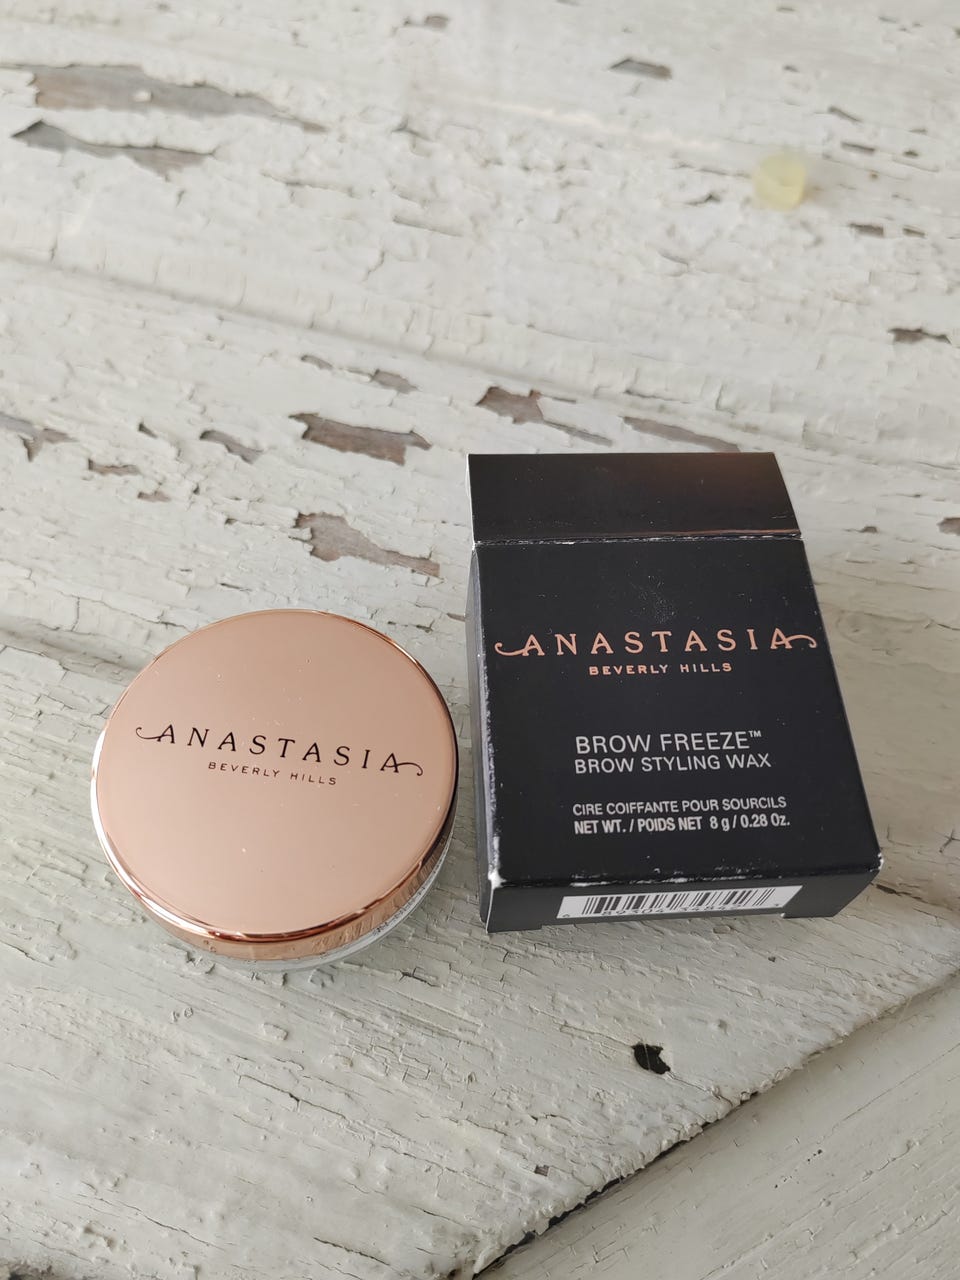 ANASTASIA
BEVERLY HILLS
ANASTASIA
BEVERLY HILLS
BROW FREEZE™
BROW STYLING WAX
CIRE COIFFANTE POUR SOURCILS
NET WT. / POIDS NET 8 g / 0.28 Oz.